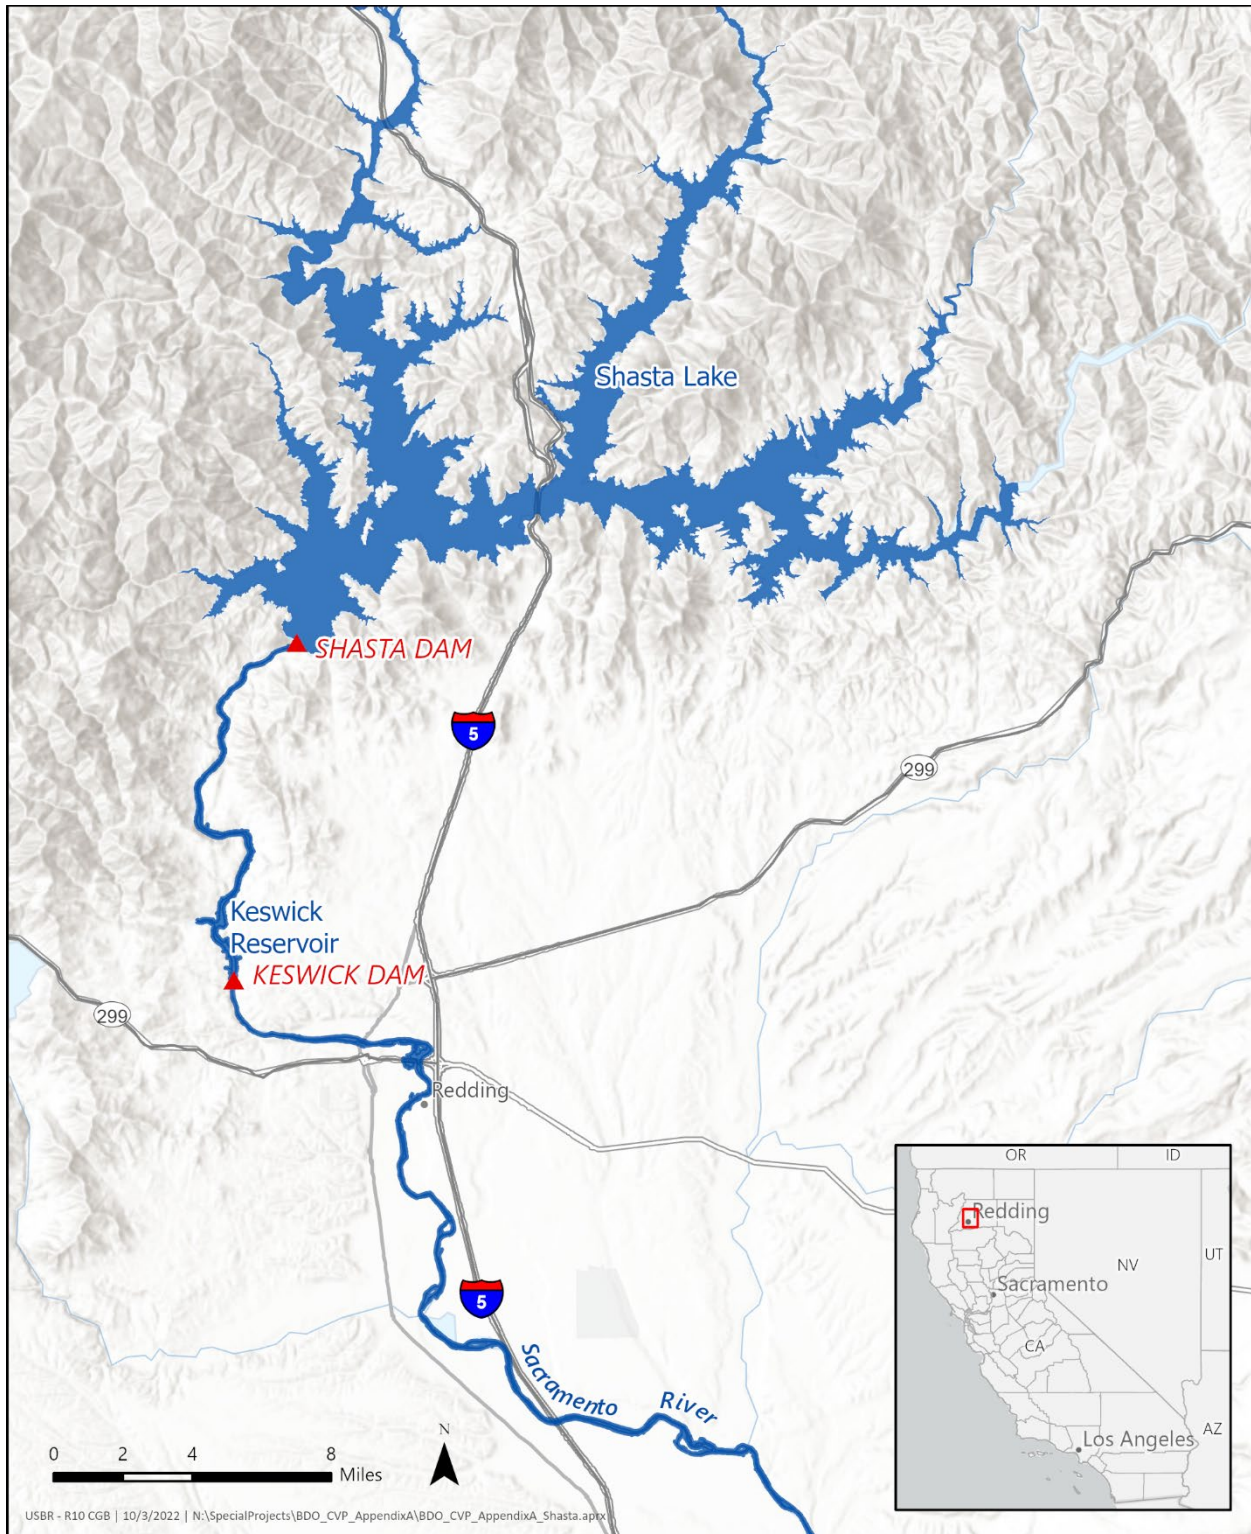 Shasta Lake
SHASTA DAM
5
299
Keswick
Reservoir
KESWICK DAM
299
Redding
5
Sacramento River
OR
ID
Redding
NV
UT
Sacramento
CA
AZ
Los Angeles
N
0 2 4 8
Miles
USBR - R10 CGB | 10/3/2022 | N:\SpecialProjects\BDO_CVP_AppendixA\BDO_CVP_AppendixA_Shasta.aprx